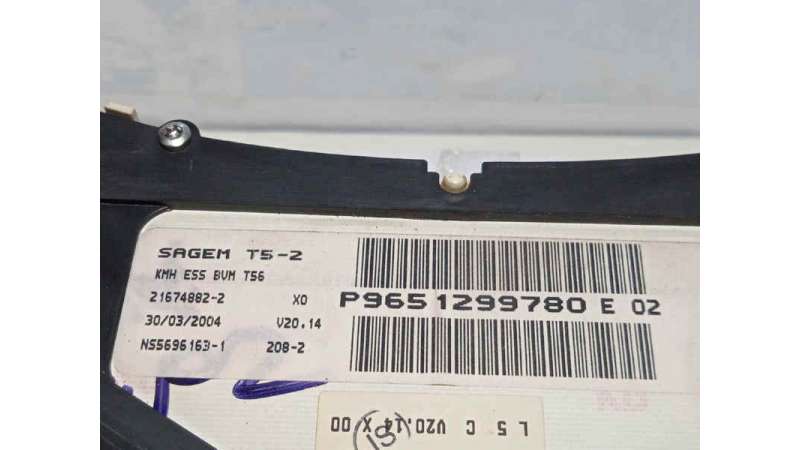 SAGEM T5-2
KMH ESS BVM T56
21674882-2 X0
30/03/2004 V20.14
NS5696163-1 208-2
P9651299780 E 02
L 5 C V20.14 X 00
IS